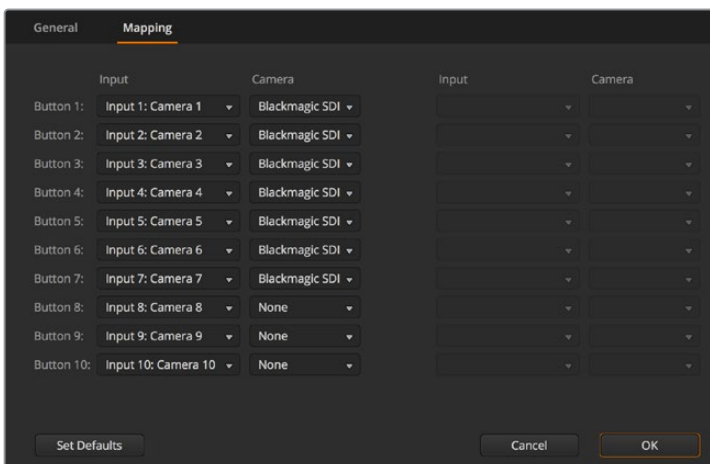 General Mapping
Input Camera Input Camera
Button 1: Input 1: Camera 1 Blackmagic SDI
Button 2: Input 2: Camera 2 Blackmagic SDI
Button 3: Input 3: Camera 3 Blackmagic SDI
Button 4: Input 4: Camera 4 Blackmagic SDI
Button 5: Input 5: Camera 5 Blackmagic SDI
Button 6: Input 6: Camera 6 Blackmagic SDI
Button 7: Input 7: Camera 7 Blackmagic SDI
Button 8: Input 8: Camera 8 None
Button 9: Input 9: Camera 9 None
Button 10: Input 10: Camera 10 None
Set Defaults Cancel OK